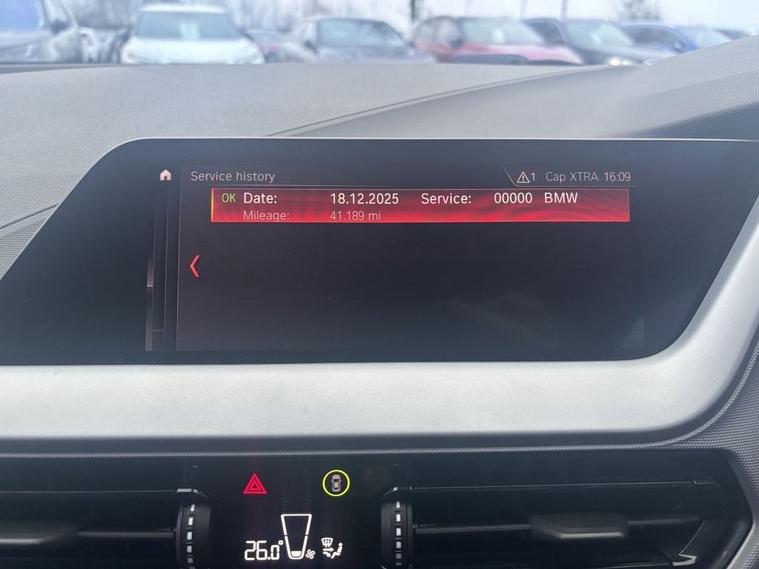 Service history 1 Cap XTRA 16:09
OK Date: 18.12.2025 Service: 00000 BMW
Mileage: 41.189 mi
26.0°